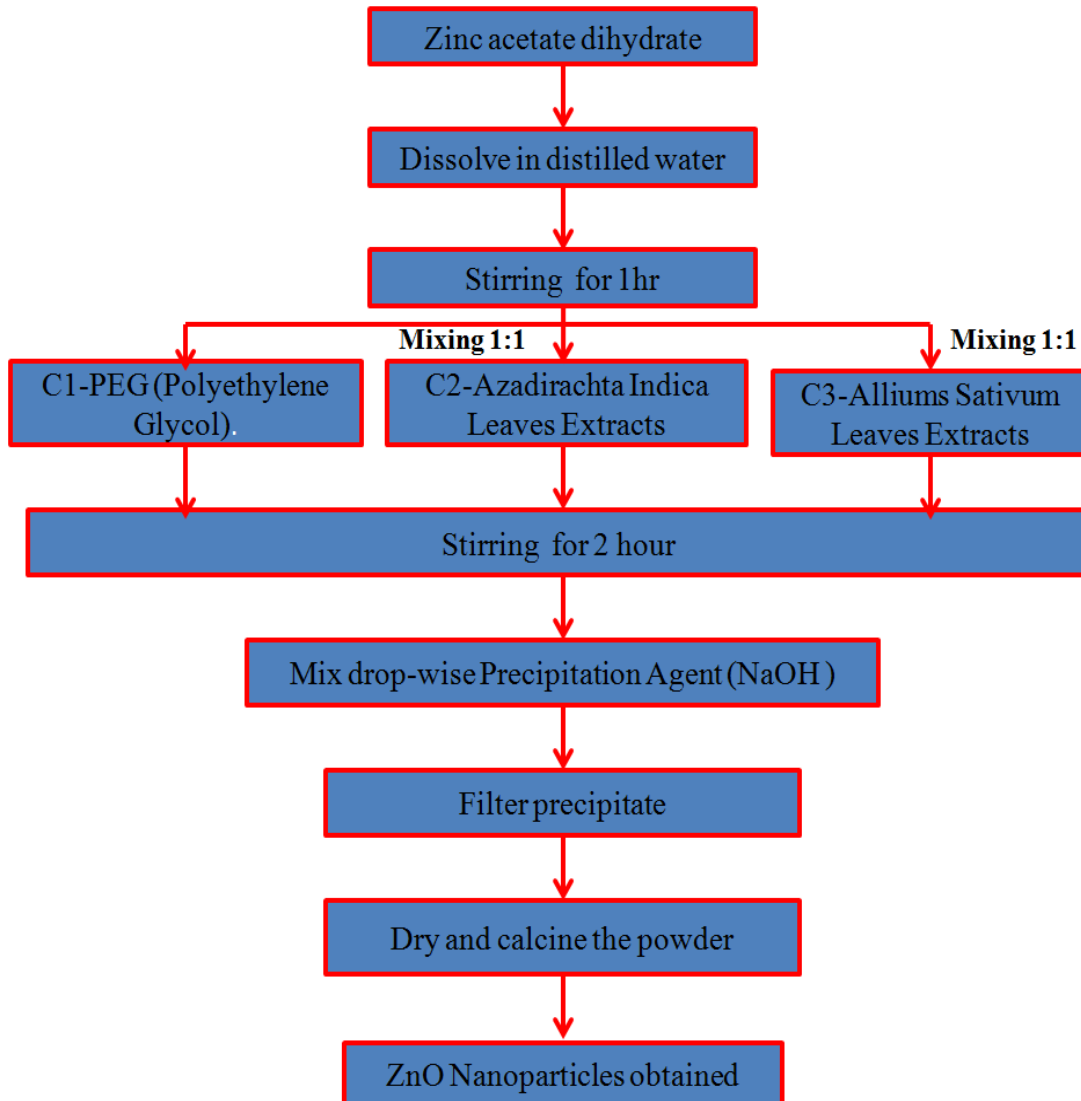 Zinc acetate dihydrate
Dissolve in distilled water
Stirring for 1hr
Mixing 1:1
Mixing 1:1
C1-PEG (Polyethylene
Glycol).
C2-Azadirachta Indica
Leaves Extracts
C3-Alliums Sativum
Leaves Extracts
Stirring for 2 hour
Mix drop-wise Precipitation Agent (NaOH )
Filter precipitate
Dry and calcine the powder
ZnO Nanoparticles obtained